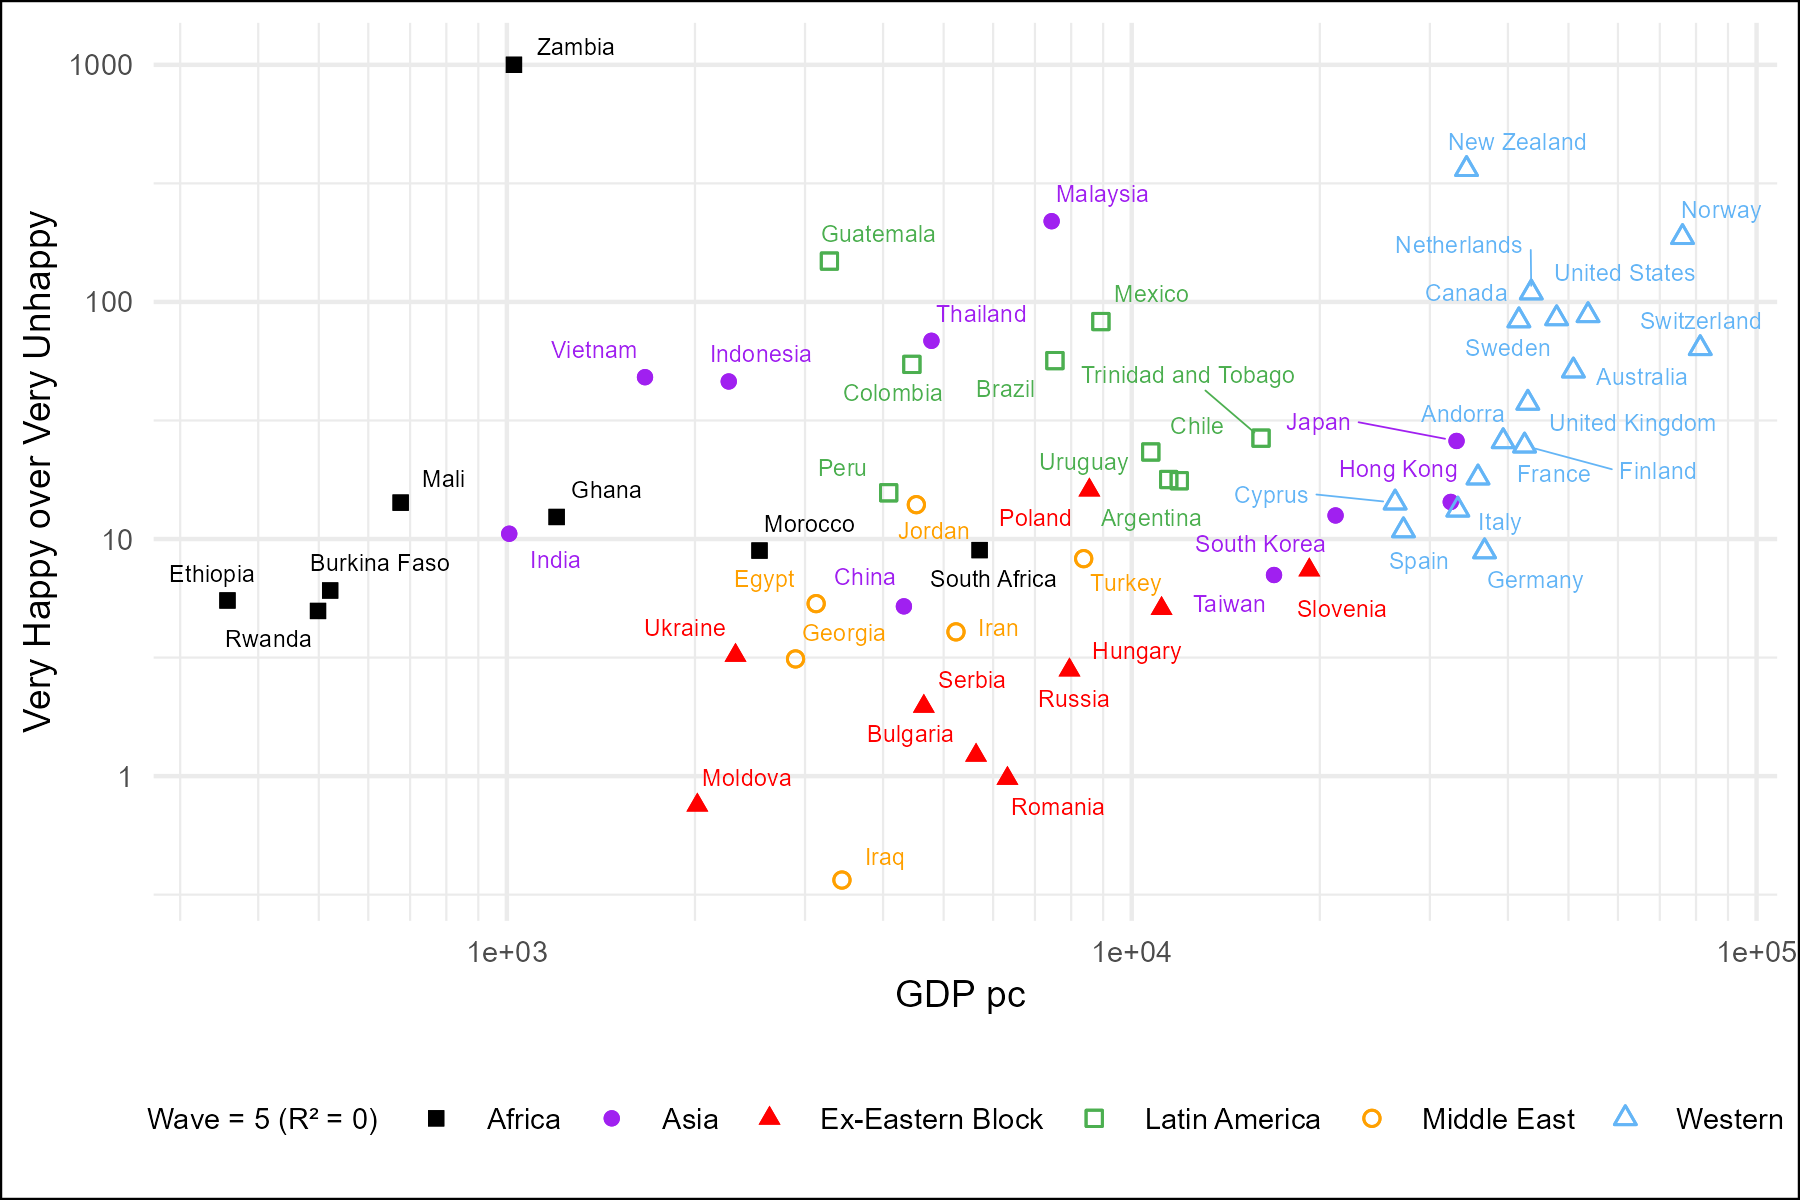 Zambia
1000
New Zealand
Malaysia
Norway
Guatemala
Netherlands
United States
Mexico
Canada
100
Thailand
Switzerland
Vietnam
Indonesia
Sweden
Trinidad and Tobago
Australia
Colombia
Brazil
Andorra
Japan
Chile
United Kingdom
Peru
Uruguay
Hong Kong
Finland
France
Mali
Ghana
Cyprus
Morocco
Poland
Argentina
Italy
Jordan
10
South Korea
India
Spain
Burkina Faso
Ethiopia
Egypt
China
South Africa
Turkey
Germany
Taiwan
Slovenia
Rwanda
Ukraine
Georgia
Iran
Hungary
Serbia
Russia
Bulgaria
1
Moldova
Romania
Iraq
Very Happy over Very Unhappy
1e+03
1e+04
1e+05
GDP pc
Wave = 5 (R² = 0) Africa Asia Ex-Eastern Block Latin America Middle East Western